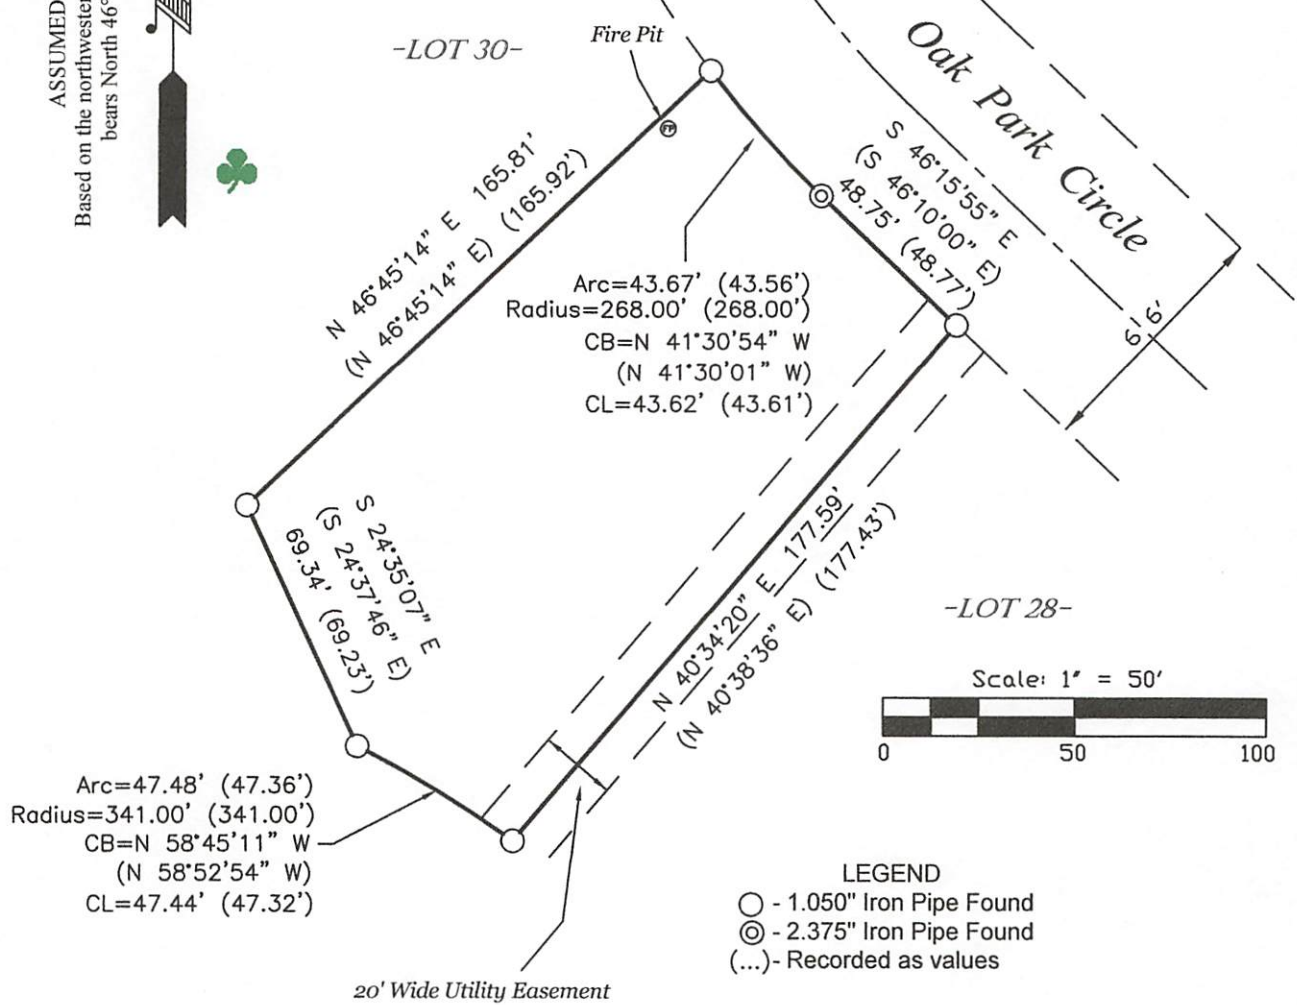 ASSUMED
Based on the northwester
bears North 46°
-LOT 30-
Fire Pit
FP
Oak Park Circle
N 46°45'14" E 165.81'
(N 46°45'14" E) (165.92')
S 46°15'55" E
(S 46°10'00" E)
48.75' (48.77')
Arc=43.67' (43.56')
Radius=268.00' (268.00')
CB=N 41°30'54" W
(N 41°30'01" W)
CL=43.62' (43.61')
S 24°35'07" E
(S 24°37'46" E)
69.34' (69.23')
N 40°34'20" E 177.59'
(N 40°38'36" E) (177.43')
-LOT 28-
Scale: 1" = 50'
0 50 100
Arc=47.48' (47.36')
Radius=341.00' (341.00')
CB=N 58°45'11" W
(N 58°52'54" W)
CL=47.44' (47.32')
20' Wide Utility Easement
LEGEND
- 1.050" Iron Pipe Found
- 2.375" Iron Pipe Found
(...)- Recorded as values